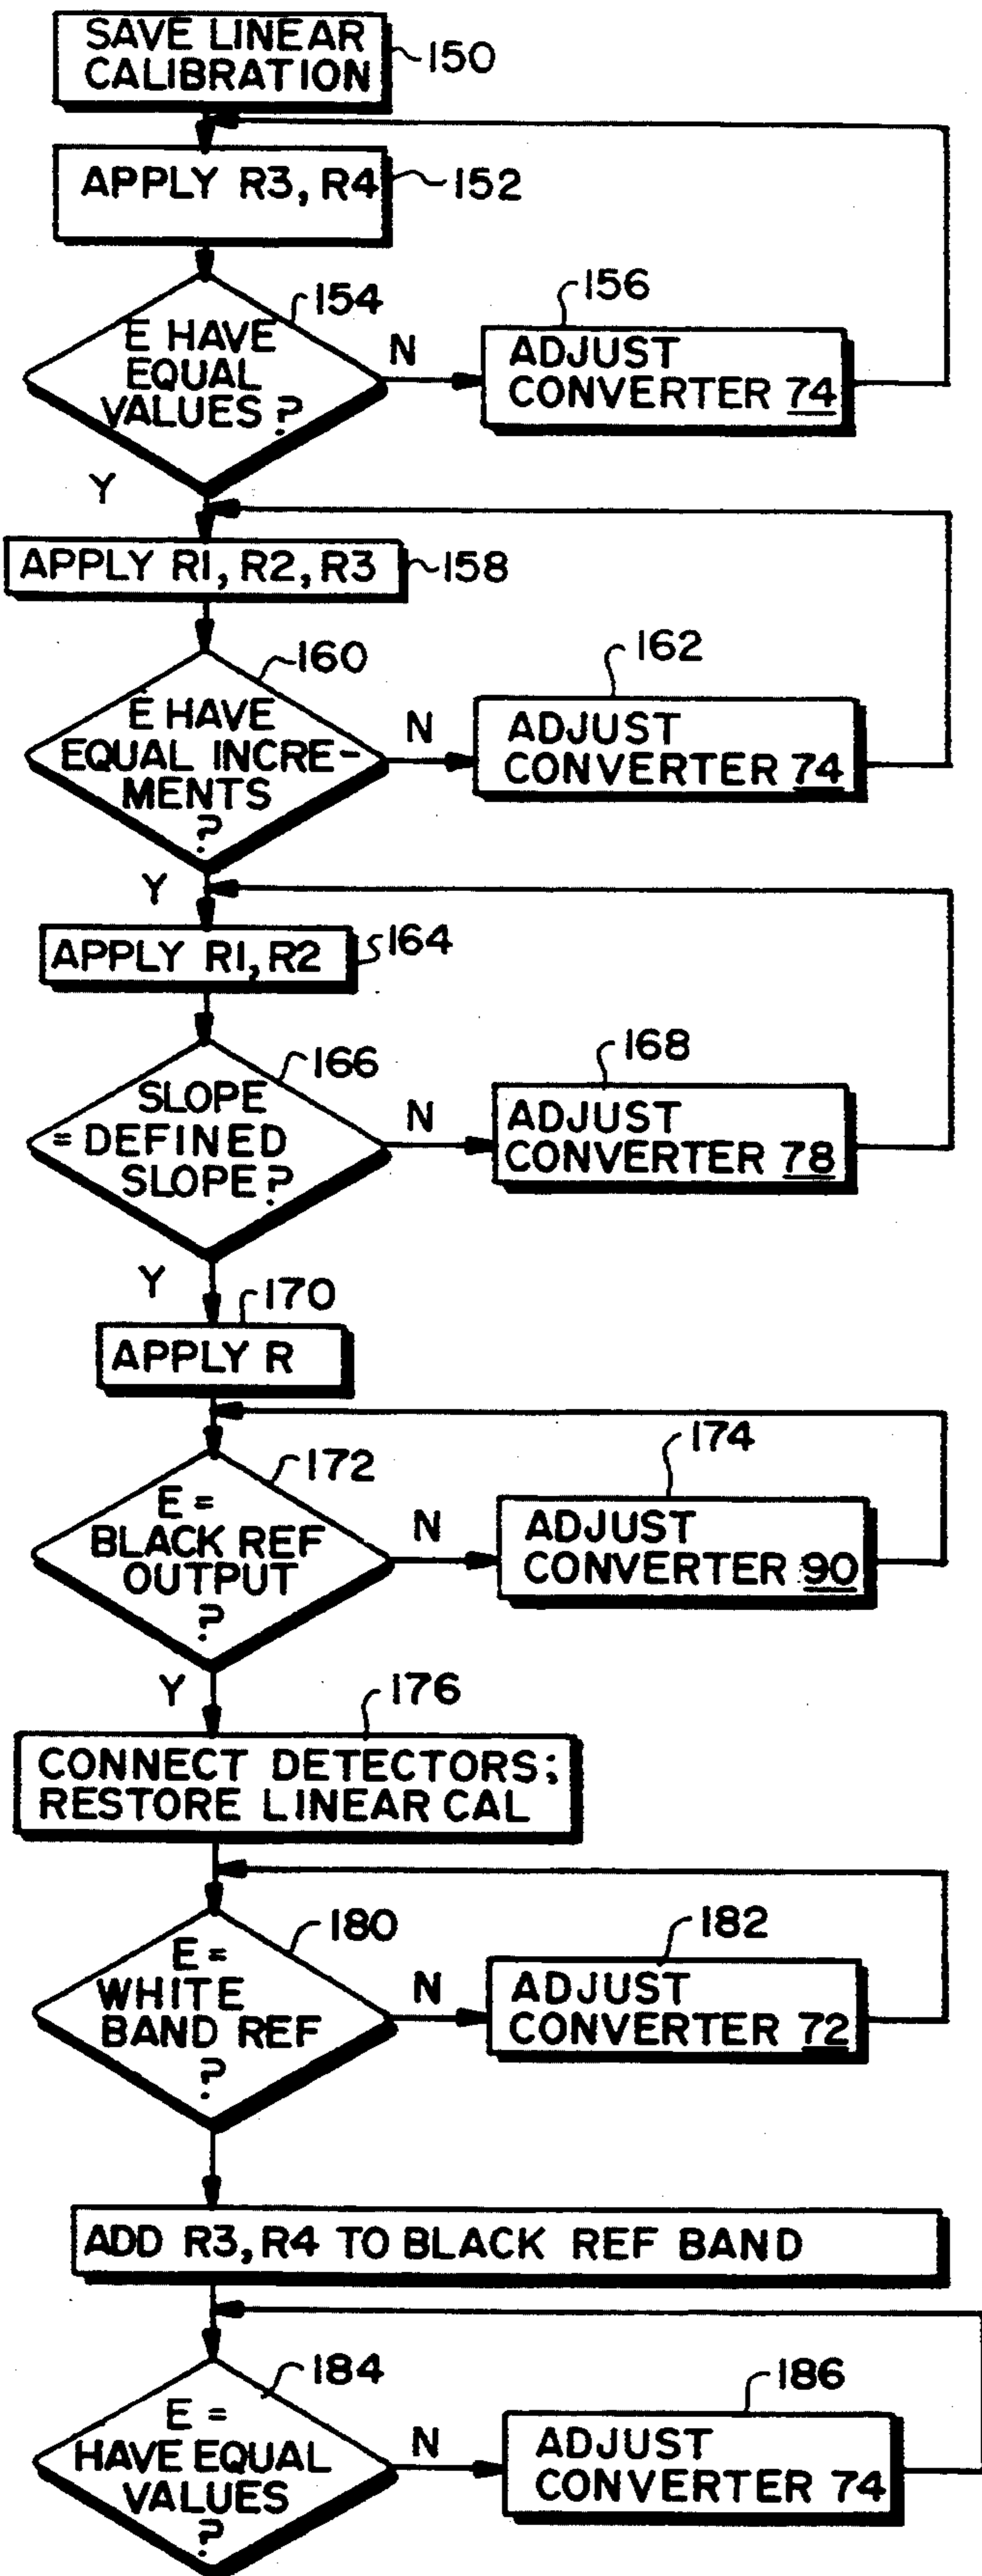 SAVE LINEAR
CALIBRATION
150
APPLY R3, R4
152
154
E HAVE
EQUAL
VALUES ?
N
156
ADJUST
CONVERTER 74
Y
APPLY R1, R2, R3
158
160
E HAVE
EQUAL INCRE-
MENTS
?
N
162
ADJUST
CONVERTER 74
Y
APPLY R1, R2
164
166
SLOPE
= DEFINED
SLOPE?
N
168
ADJUST
CONVERTER 78
Y
170
APPLY R
172
E =
BLACK REF
OUTPUT
?
N
174
ADJUST
CONVERTER 90
Y
176
CONNECT DETECTORS;
RESTORE LINEAR CAL
180
E =
WHITE
BAND REF
?
N
182
ADJUST
CONVERTER 72
ADD R3, R4 TO BLACK REF BAND
184
E =
HAVE EQUAL
VALUES
?
N
186
ADJUST
CONVERTER 74